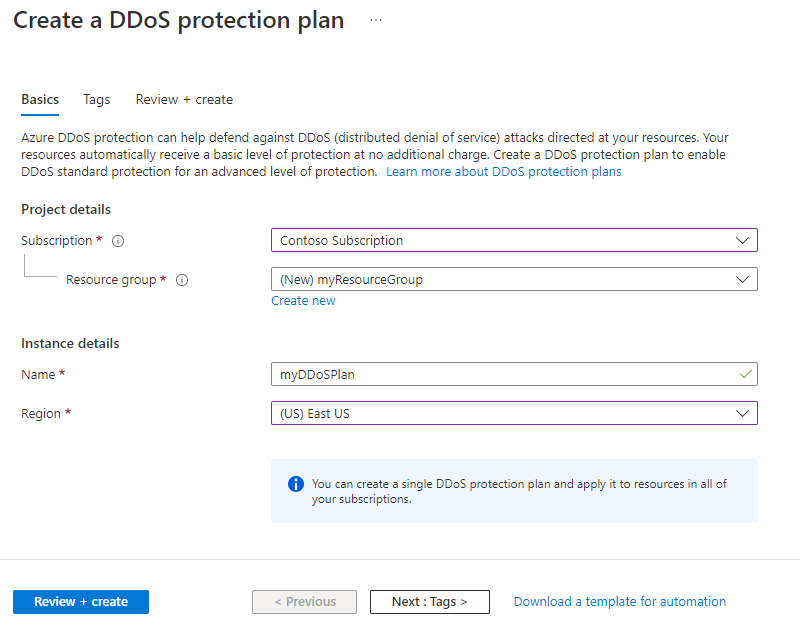 Create a DDoS protection plan ...
Basics Tags Review + create
Azure DDoS protection can help defend against DDoS (distributed denial of service) attacks directed at your resources. Your
resources automatically receive a basic level of protection at no additional charge. Create a DDoS protection plan to enable
DDoS standard protection for an advanced level of protection. Learn more about DDoS protection plans
Project details
Subscription * Contoso Subscription
Resource group * (New) myResourceGroup
Create new
Instance details
Name * myDDoSPlan
Region * (US) East US
You can create a single DDoS protection plan and apply it to resources in all of
your subscriptions.
Review + create < Previous Next : Tags > Download a template for automation